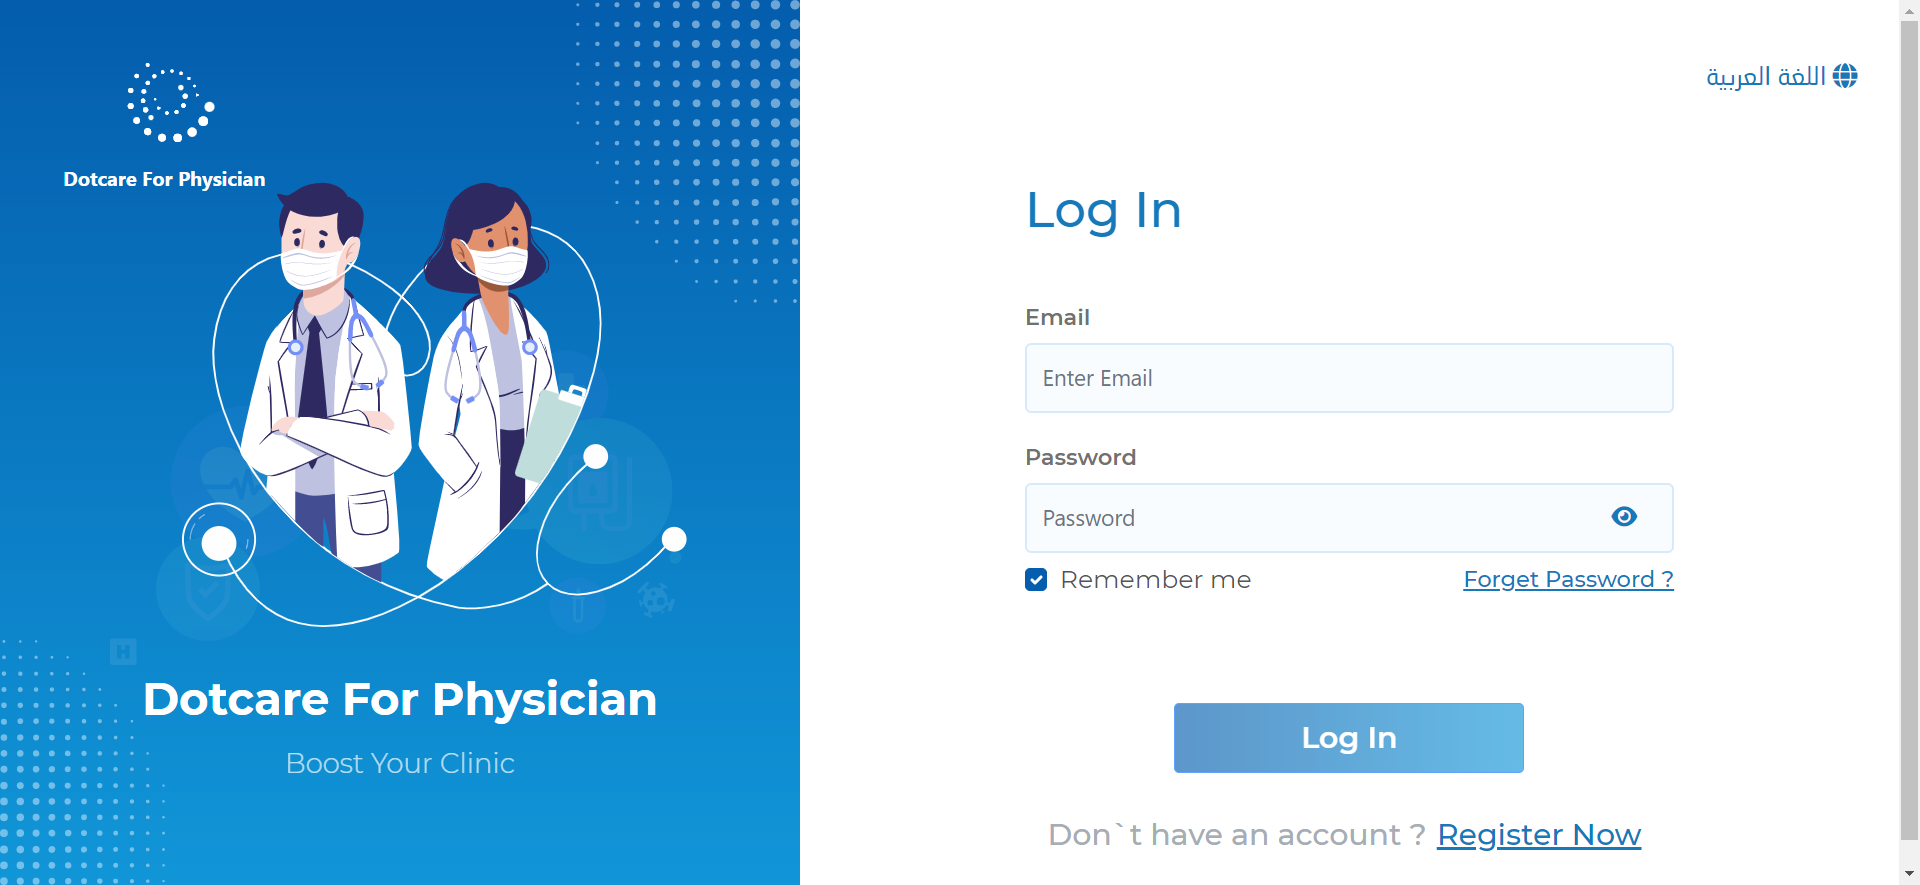 Dotcare For Physician
Dotcare For Physician
Boost Your Clinic
اللغة العربية
Log In
Email
Enter Email
Password
Password
Remember me
Forget Password ?
Log In
Don`t have an account ? Register Now